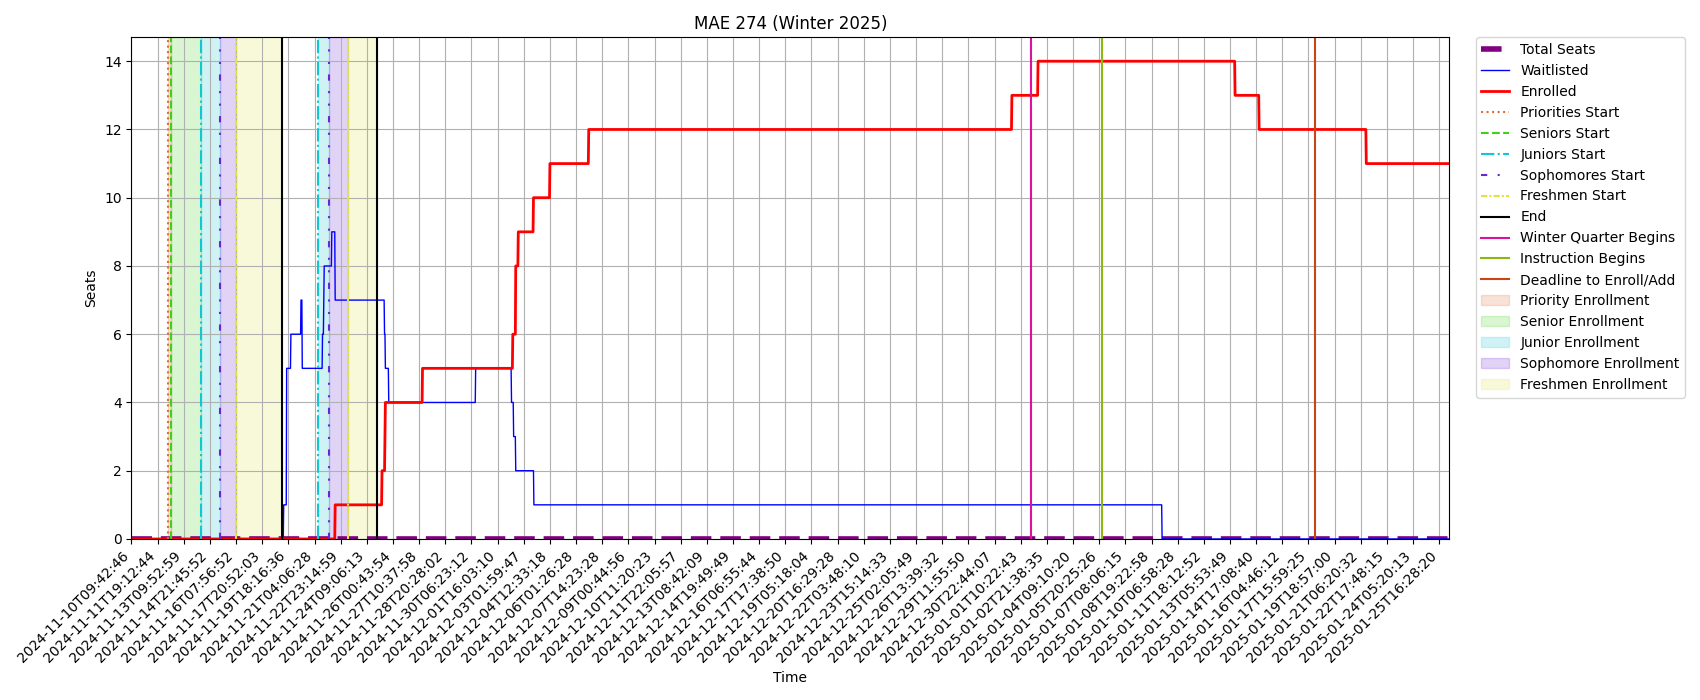 MAE 274 (Winter 2025)
Seats
14
12
10
8
6
4
2
0
2024-11-10T09:42:46
2024-11-11T19:12:44
2024-11-13T09:52:59
2024-11-14T21:45:52
2024-11-16T07:56:52
2024-11-17T20:52:03
2024-11-19T18:16:36
2024-11-21T04:06:28
2024-11-22T23:14:59
2024-11-24T09:06:13
2024-11-26T00:43:54
2024-11-27T10:37:58
2024-11-28T20:28:02
2024-11-30T06:23:12
2024-12-01T16:03:10
2024-12-03T01:59:47
2024-12-04T12:33:18
2024-12-06T01:26:28
2024-12-07T14:23:28
2024-12-09T00:44:56
2024-12-10T11:20:23
2024-12-11T22:05:57
2024-12-13T08:42:09
2024-12-14T19:49:49
2024-12-16T06:55:44
2024-12-17T17:38:50
2024-12-19T05:18:04
2024-12-20T16:29:28
2024-12-22T03:48:10
2024-12-23T15:14:33
2024-12-25T02:05:49
2024-12-26T13:39:32
2024-12-29T11:55:50
2024-12-30T22:44:07
2025-01-01T10:22:43
2025-01-02T21:38:35
2025-01-04T09:10:20
2025-01-05T20:25:26
2025-01-07T08:06:15
2025-01-08T19:22:58
2025-01-10T06:58:28
2025-01-11T18:12:52
2025-01-13T05:53:49
2025-01-14T17:08:40
2025-01-16T04:46:12
2025-01-17T15:59:25
2025-01-19T18:57:00
2025-01-21T06:20:32
2025-01-22T17:48:15
2025-01-24T05:20:13
2025-01-25T16:28:20
Time
Total Seats
Waitlisted
Enrolled
Priorities Start
Seniors Start
Juniors Start
Sophomores Start
Freshmen Start
End
Winter Quarter Begins
Instruction Begins
Deadline to Enroll/Add
Priority Enrollment
Senior Enrollment
Junior Enrollment
Sophomore Enrollment
Freshmen Enrollment